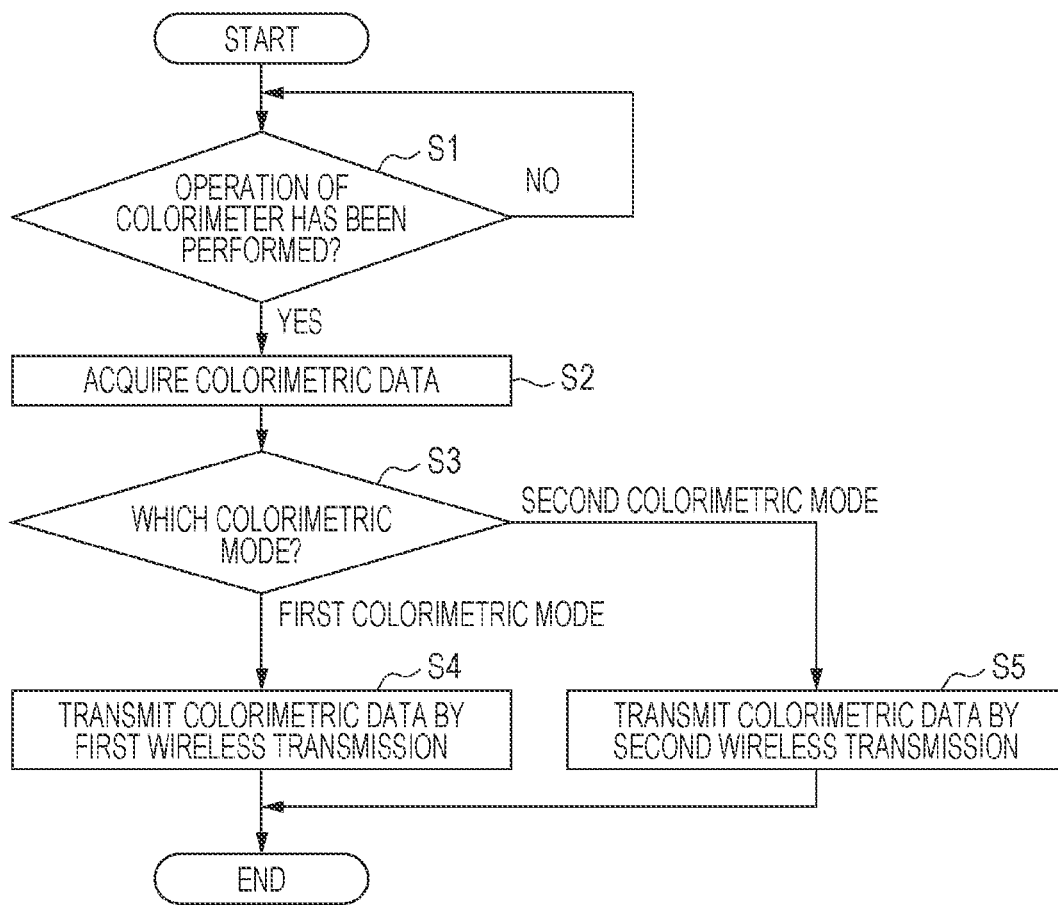 START
S1
OPERATION OF
COLORIMETER HAS BEEN
PERFORMED?
NO
YES
ACQUIRE COLORIMETRIC DATA
S2
S3
WHICH COLORIMETRIC
MODE?
SECOND COLORIMETRIC MODE
FIRST COLORIMETRIC MODE
S4
TRANSMIT COLORIMETRIC DATA BY
FIRST WIRELESS TRANSMISSION
S5
TRANSMIT COLORIMETRIC DATA BY
SECOND WIRELESS TRANSMISSION
END